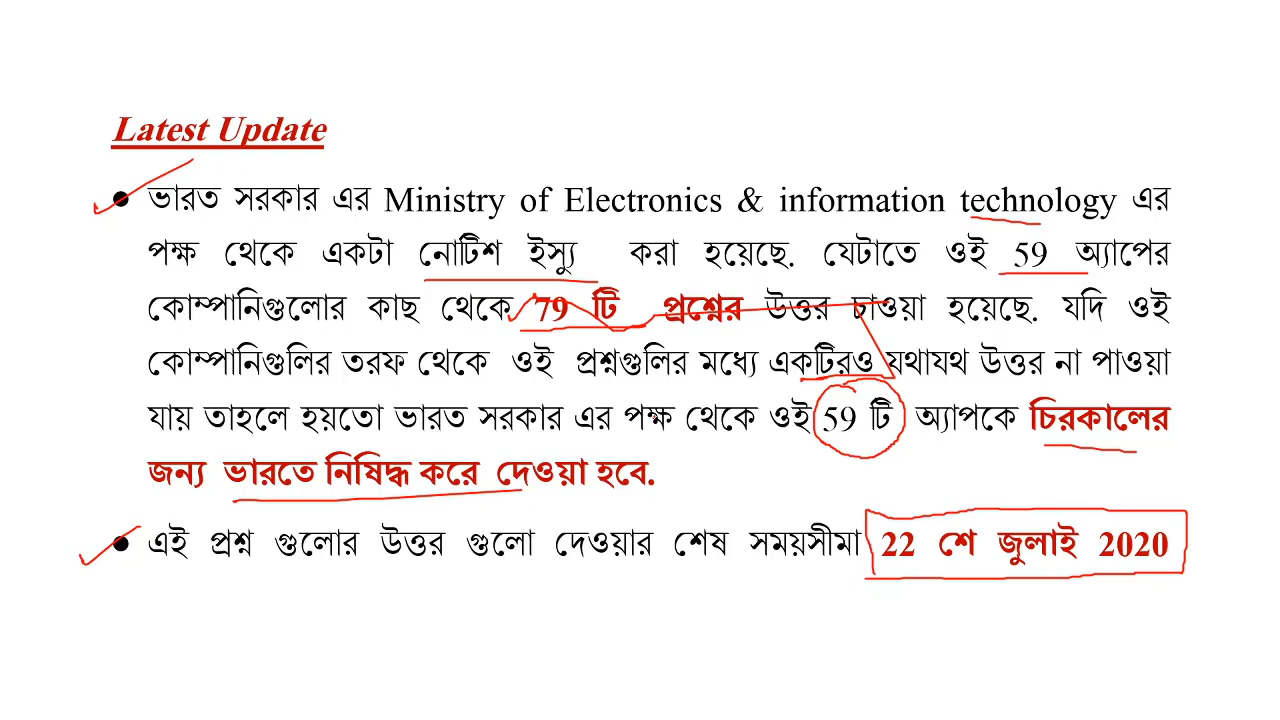 Latest Update
ভারত সরকার এর Ministry of Electronics & information technology এর
পক্ষ থেকে একটা নোটিশ ইস্যু করা হয়েছে. যেটাতে ওই 59 অ্যাপের
কোম্পানিগুলোর কাছ থেকে 79 টি প্রশ্নের উত্তর চাওয়া হয়েছে. যদি ওই
কোম্পানিগুলির তরফ থেকে ওই প্রশ্নগুলির মধ্যে একটিরও যথাযথ উত্তর না পাওয়া
যায় তাহলে হয়তো ভারত সরকার এর পক্ষ থেকে ওই 59 টি অ্যাপকে চিরকালের
জন্য ভারতে নিষিদ্ধ করে দেওয়া হবে.
এই প্রশ্ন গুলোর উত্তর গুলো দেওয়ার শেষ সময়সীমা 22 শে জুলাই 2020